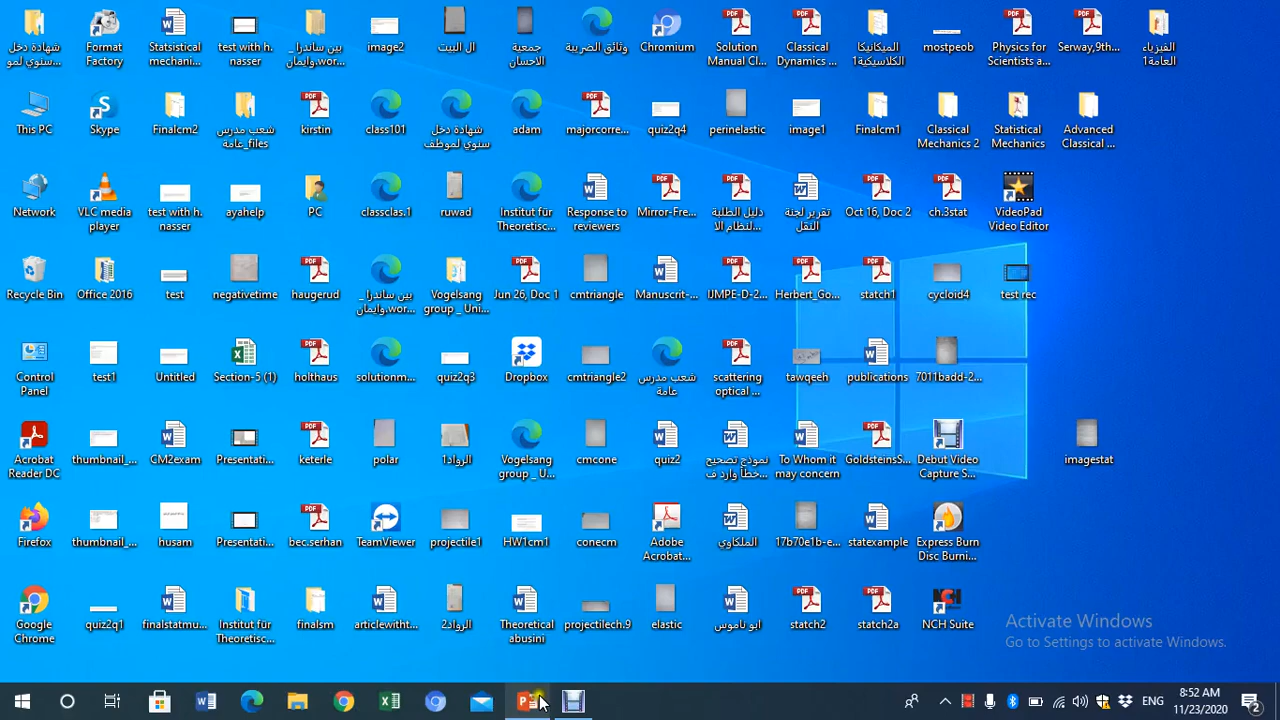 شهادة دخل سنوي لمو...
Format Factory
Statsistical mechani...
test with h. nasser
بين ساندرا _ وايمان.wor...
image2
ال البيت
جمعية الاحسان
وثائق الضريبة
Chromium
Solution Manual Cl...
Classical Dynamics ...
الميكانيكا الكلاسيكية1
mostpeob
Physics for Scientists a...
Serway,9th...
الفيزياء العامة1
This PC
Skype
Finalcm2
شعب مدرس عامة_files
kirstin
class101
شهادة دخل سنوي لموظف
adam
majorcorre...
quiz2q4
perinelastic
image1
Finalcm1
Classical Mechanics 2
Statistical Mechanics
Advanced Classical ...
Network
VLC media player
test with h. nasser
ayahelp
PC
classclas.1
ruwad
Institut für Theoretisc...
Response to reviewers
Mirror-Fre...
دليل الطلبة لنظام الا...
تقرير لجنة النقل
Oct 16, Doc 2
ch.3stat
VideoPad Video Editor
Recycle Bin
Office 2016
test
negativetime
haugerud
بين ساندرا _ وايمان.wor...
Vogelsang group _ Uni...
Jun 26, Doc 1
cmtriangle
Manuscrit-...
IJMPE-D-2...
Herbert_Go...
statch1
cycloid4
test rec
Control Panel
test1
Untitled
Section-5 (1)
holthaus
solutionm...
quiz2q3
Dropbox
cmtriangle2
شعب مدرس عامة
scattering optical ...
tawqeeh
publications
7011badd-2...
Acrobat Reader DC
thumbnail_...
CM2exam
Presentati...
keterle
polar
الرواد1
Vogelsang group _ U...
cmcone
quiz2
نموذج تصحيح خطأ وارد ف...
To Whom it may concern
GoldsteinsS...
Debut Video Capture S...
imagestat
Firefox
thumbnail_...
husam
Presentati...
bec.serhan
TeamViewer
projectile1
HW1cm1
conecm
Adobe Acrobat...
الملكاوي
17b70e1b-e...
statexample
Express Burn Disc Burni...
Google Chrome
quiz2q1
finalstatmu...
Institut für Theoretisc...
finalsm
articlewitht...
الرواد2
Theoretical abusini
projectilech.9
elastic
ابو ناموس
statch2
statch2a
NCH Suite
Activate Windows
Go to Settings to activate Windows.
ENG
8:52 AM
11/23/2020
2